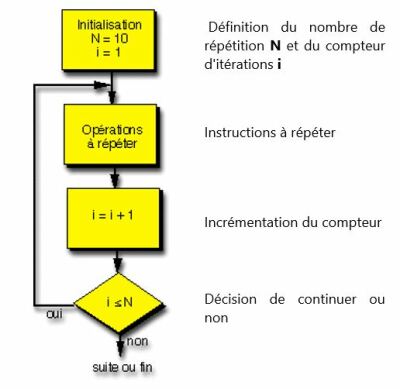 Initialisation
N = 10
i = 1
Définition du nombre de
répétition N et du compteur
d'itérations i
Opérations
à répéter
Instructions à répéter
i = i + 1
Incrémentation du compteur
i ≤ N
Décision de continuer ou
non
oui
non
suite ou fin